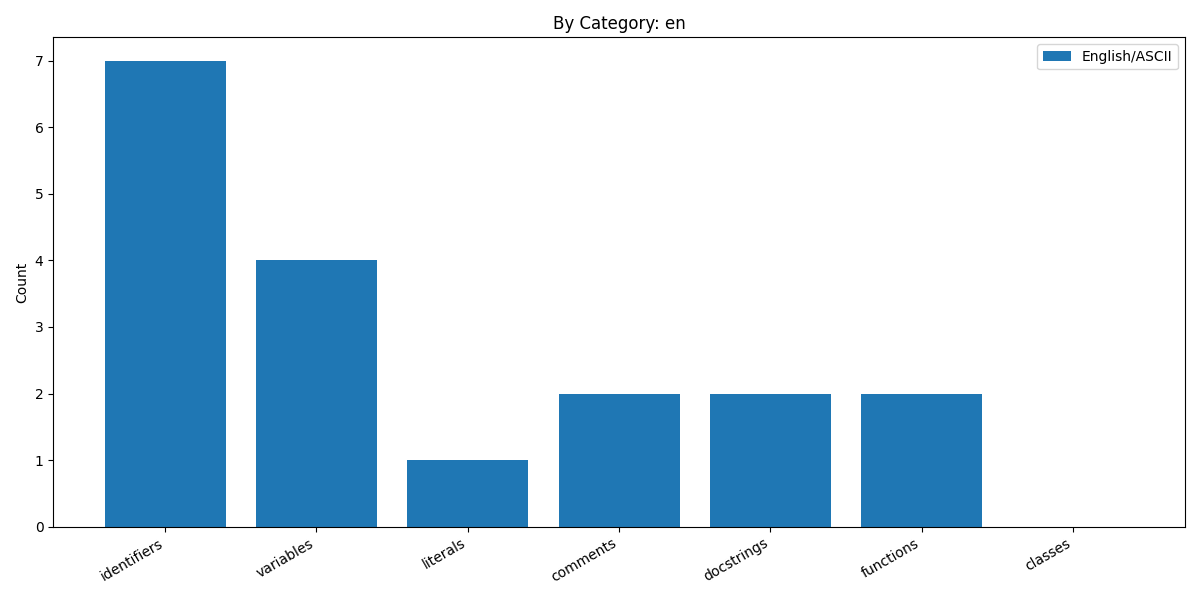 By Category: en
English/ASCII
Count
7
6
5
4
3
2
1
0
identifiers
variables
literals
comments
docstrings
functions
classes